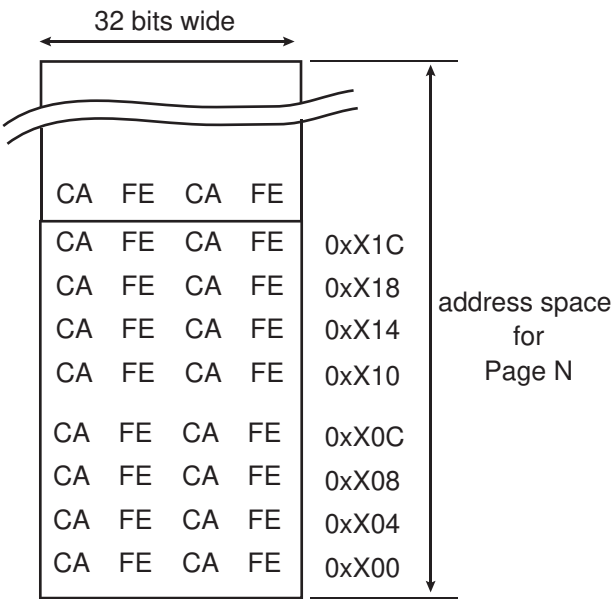 32 bits wide
CA FE CA FE
CA FE CA FE 0xX1C
CA FE CA FE 0xX18
CA FE CA FE 0xX14
CA FE CA FE 0xX10
CA FE CA FE 0xX0C
CA FE CA FE 0xX08
CA FE CA FE 0xX04
CA FE CA FE 0xX00
address space
for
Page N